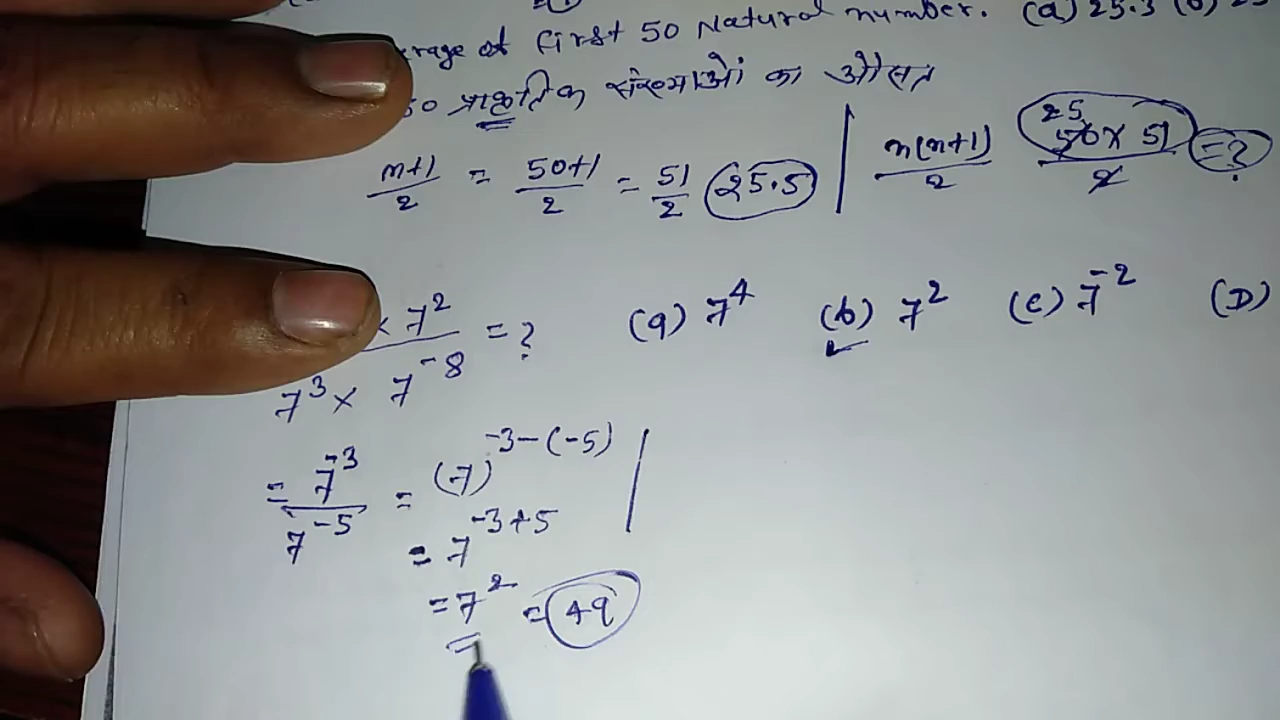 of first 50 Natural number. (a) 25.3 (b)
50 प्राकृतिक संख्याओं का औसत
n+1/2 = 50+1/2 = 51/2 25.5 | n(n+1)/2 25 50×51/2 =?
× 7^2 / 7^3 × 7^-8 = ? (a) 7^4 (b) 7^2 (c) 7^-2 (D)
= 7^-3 / 7^-5 = (7)^-3-(-5)
= 7^-3+5
= 7^2 = 49